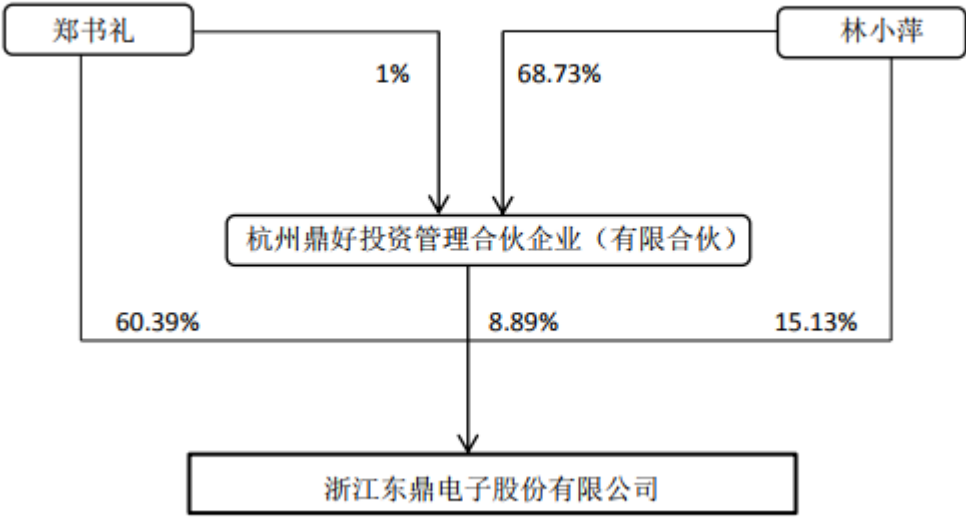 郑书礼
林小萍
1%
68.73%
杭州鼎好投资管理合伙企业（有限合伙）
60.39%
8.89%
15.13%
浙江东鼎电子股份有限公司